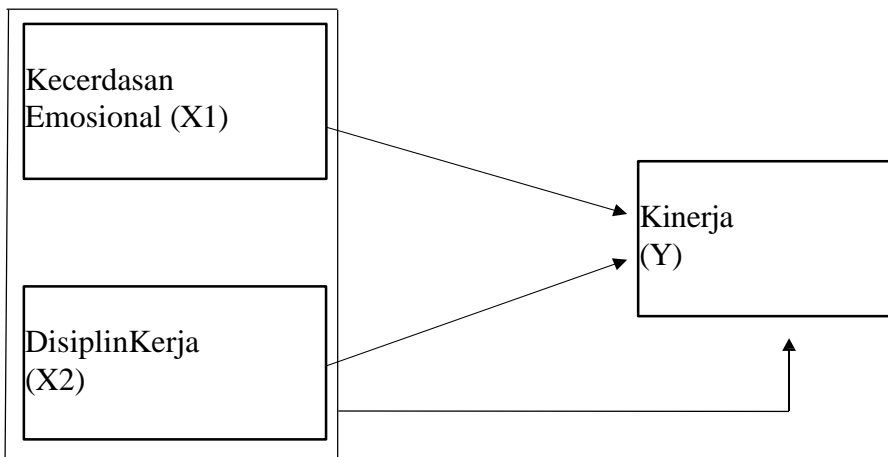 Kecerdasan
Emosional (X1)
Kinerja
(Y)
DisiplinKerja
(X2)